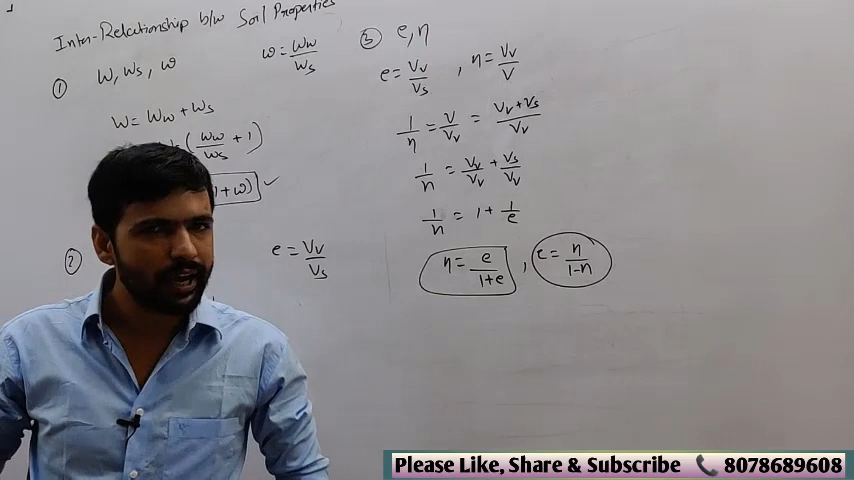 Inter-Relationship b/w Soil Properties
① W, Ws, w
w = Ww/Ws
W = Ww + Ws
(Ww/Ws + 1)
1 + w) ✓
②
e = Vv/Vs
③ e, n
e = Vv/Vs , n = Vv/V
1/n = V/Vv = (Vv + Vs)/Vv
1/n = Vv/Vv + Vs/Vv
1/n = 1 + 1/e
n = e/(1+e) , e = n/(1-n)
Please Like, Share & Subscribe 📞 8078689608